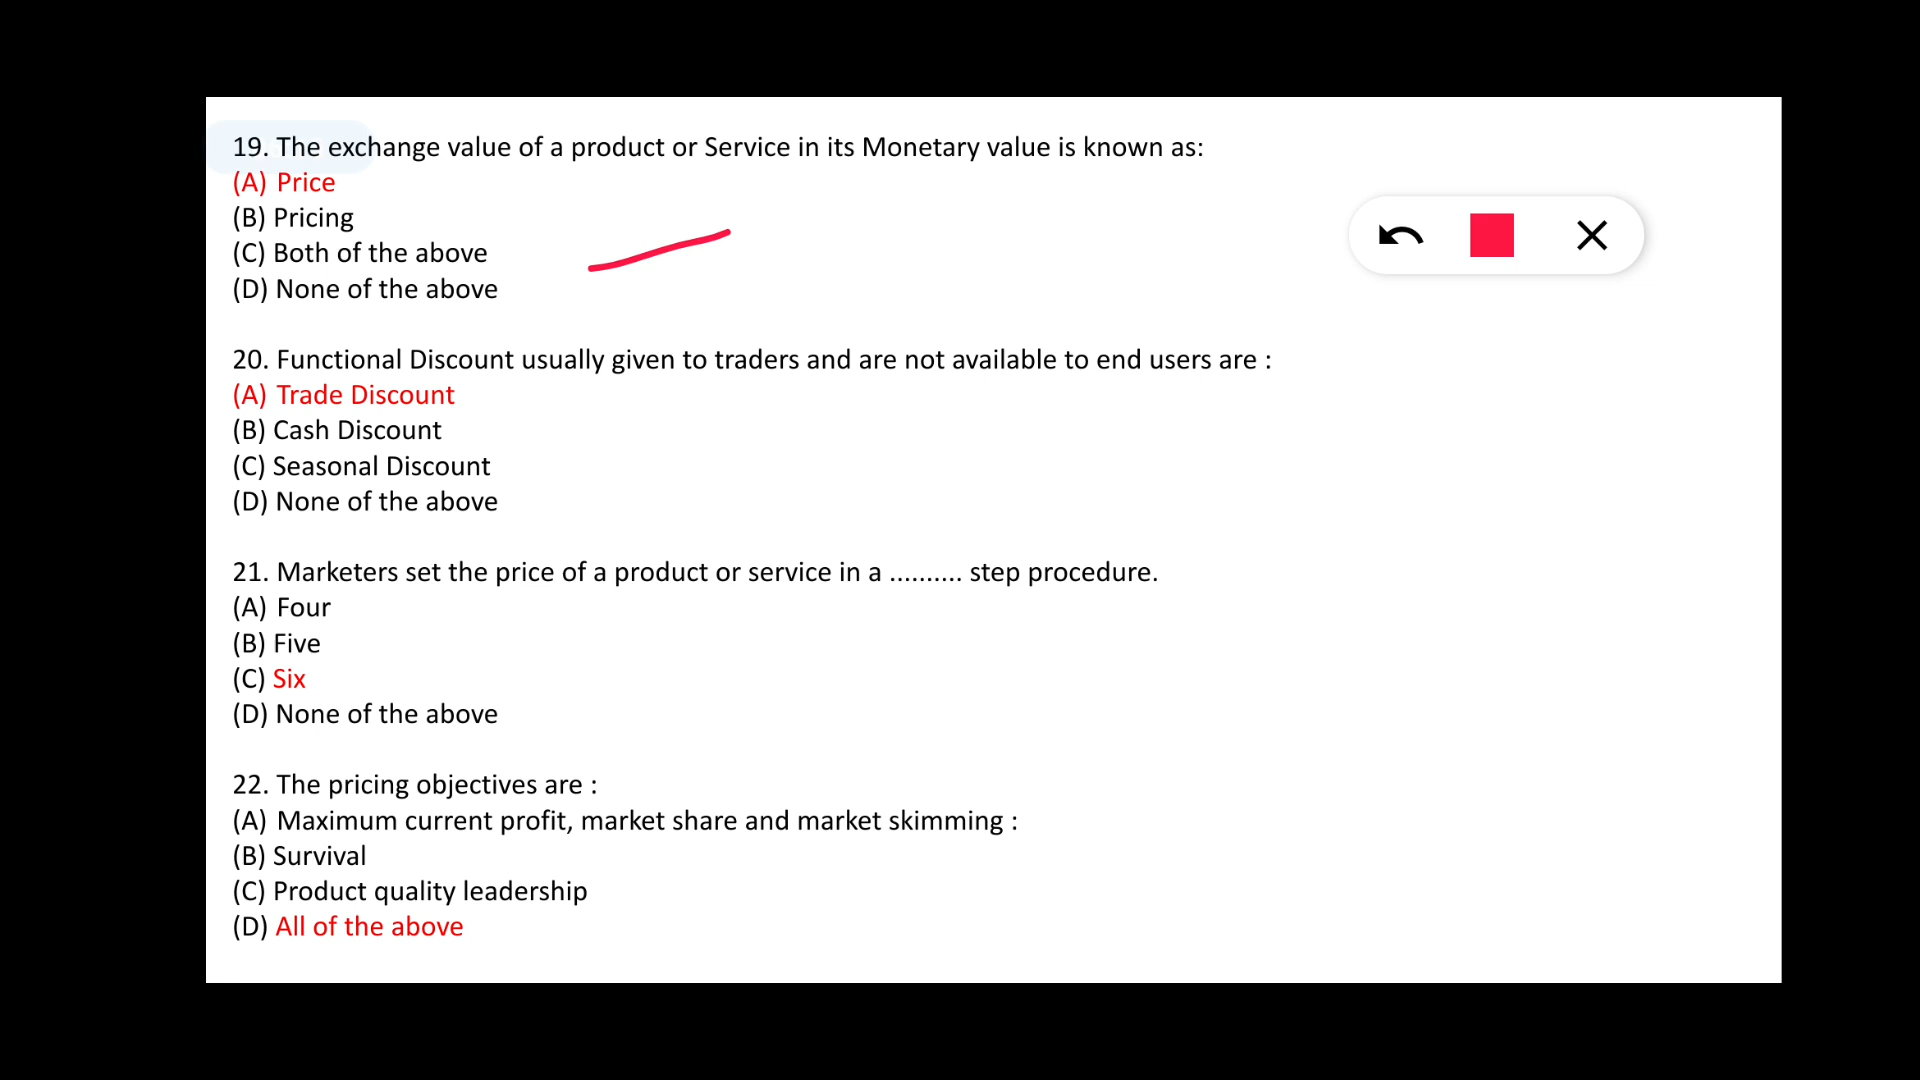 19. The exchange value of a product or Service in its Monetary value is known as:
(A) Price
(B) Pricing
(C) Both of the above
(D) None of the above
20. Functional Discount usually given to traders and are not available to end users are :
(A) Trade Discount
(B) Cash Discount
(C) Seasonal Discount
(D) None of the above
21. Marketers set the price of a product or service in a .......... step procedure.
(A) Four
(B) Five
(C) Six
(D) None of the above
22. The pricing objectives are :
(A) Maximum current profit, market share and market skimming :
(B) Survival
(C) Product quality leadership
(D) All of the above